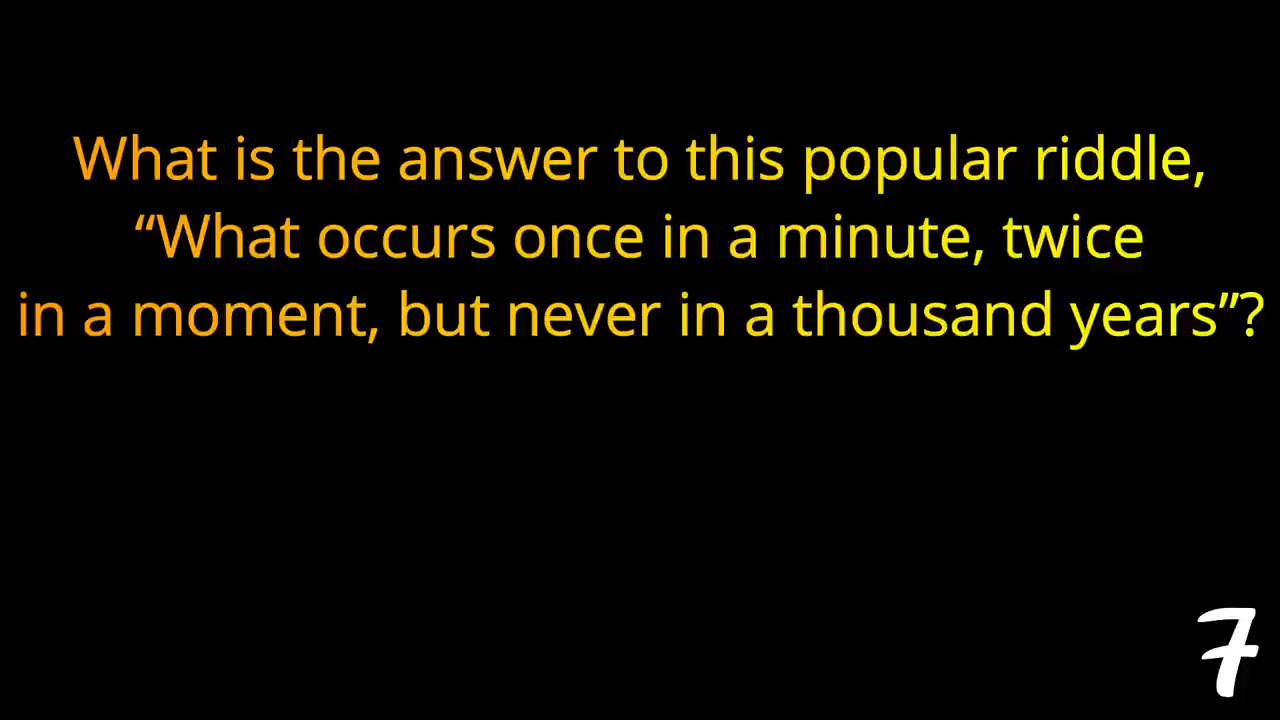 What is the answer to this popular riddle,
“What occurs once in a minute, twice
in a moment, but never in a thousand years”?
7